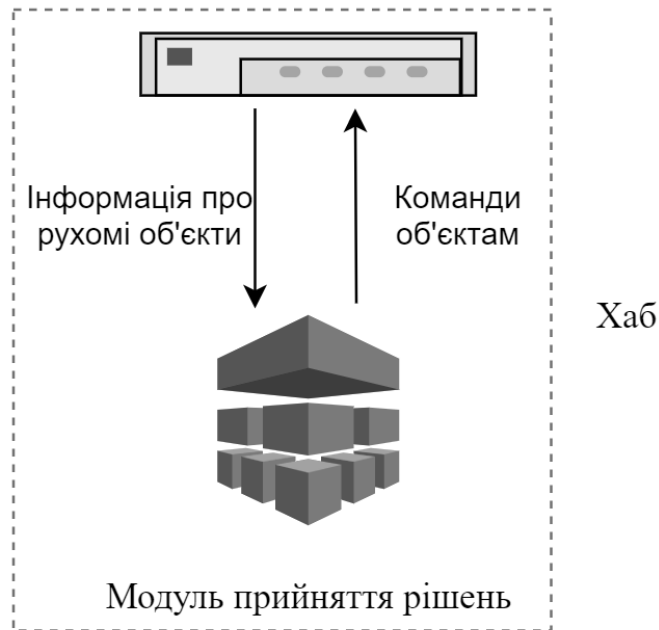 Інформація про
рухомі об'єкти
Команди
об'єктам
Хаб
Модуль прийняття рішень